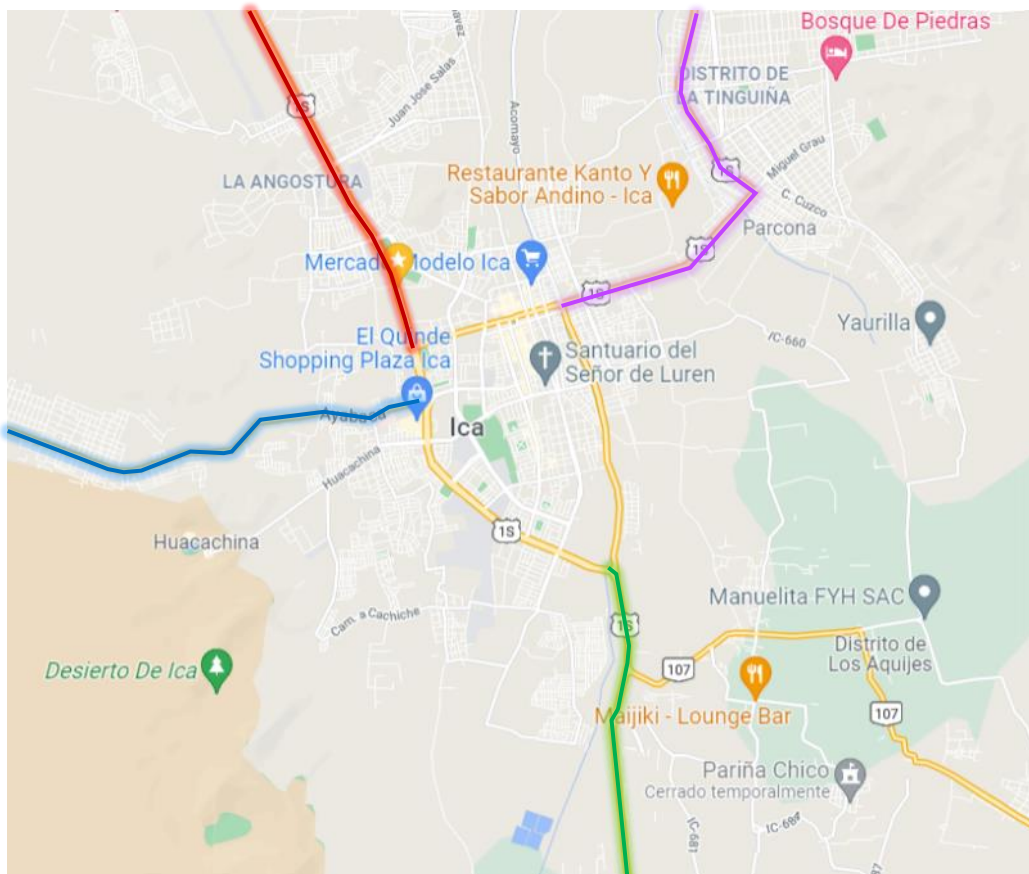 Bosque De Piedras
DISTRITO DE
LA TINGUIÑA
1S
Juan Jose Salas
Acomayo
Miguel Grau
Restaurante Kanto Y
Sabor Andino - Ica
1S
LA ANGOSTURA
C. Cuzco
Parcona
1S
Mercado Modelo Ica
1S
Yaurilla
El Quinde
Shopping Plaza Ica
IC-660
Santuario del
Señor de Luren
Ayabaca
Ica
Huacachina
1S
Huacachina
Manuelita FYH SAC
Cam. a Cachiche
1S
Distrito de
Los Aquijes
Desierto De Ica
107
Maijiki - Lounge Bar
107
Pariña Chico
Cerrado temporalmente
IC-681